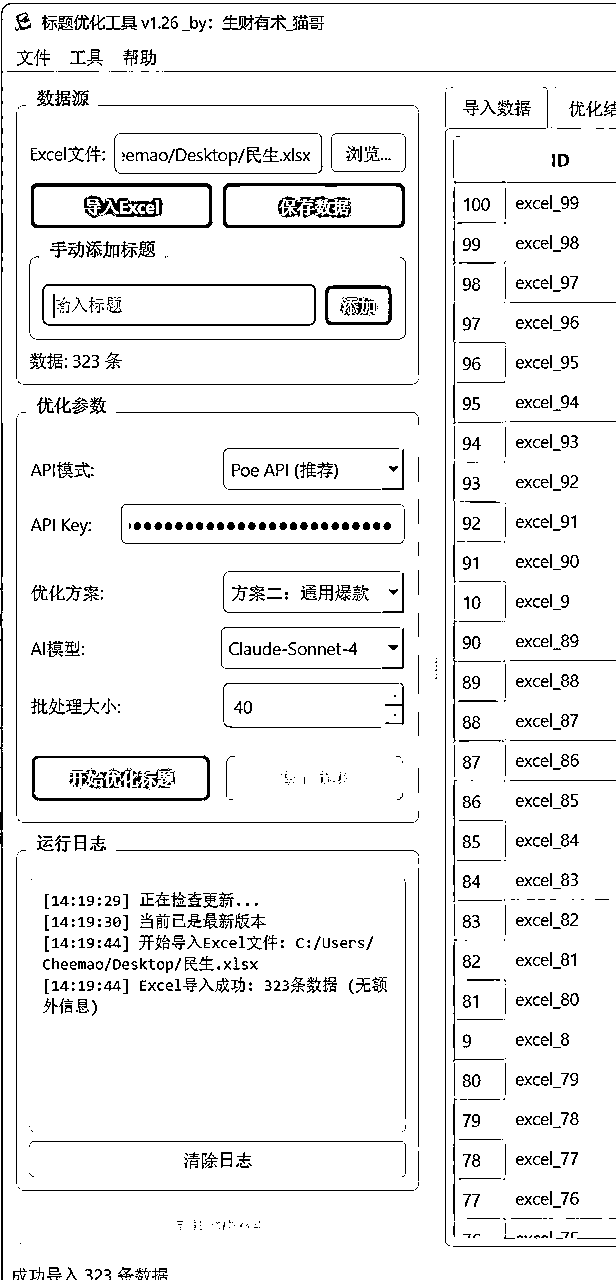 标题优化工具 v1.26 _by：生财有术_猫哥
文件 工具 帮助
数据源
Excel文件: :eemao/Desktop/民生.xlsx 浏览...
导入Excel 保存数据
手动添加标题
输入标题 添加
数据: 323 条
优化参数
API模式: Poe API (推荐)
API Key: ●●●●●●●●●●●●●●●●●●●●●●●●●●
优化方案: 方案二：通用爆款
AI模型: Claude-Sonnet-4
批处理大小: 40
开始优化标题
运行日志
[14:19:29] 正在检查更新...
[14:19:30] 当前已是最新版本
[14:19:44] 开始导入Excel文件: C:/Users/
Cheemao/Desktop/民生.xlsx
[14:19:44] Excel导入成功: 323条数据 (无额
外信息)
清除日志
成功导入 323 条数据
导入数据 优化结
ID
100 excel_99
99 excel_98
98 excel_97
97 excel_96
96 excel_95
95 excel_94
94 excel_93
93 excel_92
92 excel_91
91 excel_90
10 excel_9
90 excel_89
89 excel_88
88 excel_87
87 excel_86
86 excel_85
85 excel_84
84 excel_83
83 excel_82
82 excel_81
81 excel_80
9 excel_8
80 excel_79
79 excel_78
78 excel_77
77 excel_76
76 excel_75